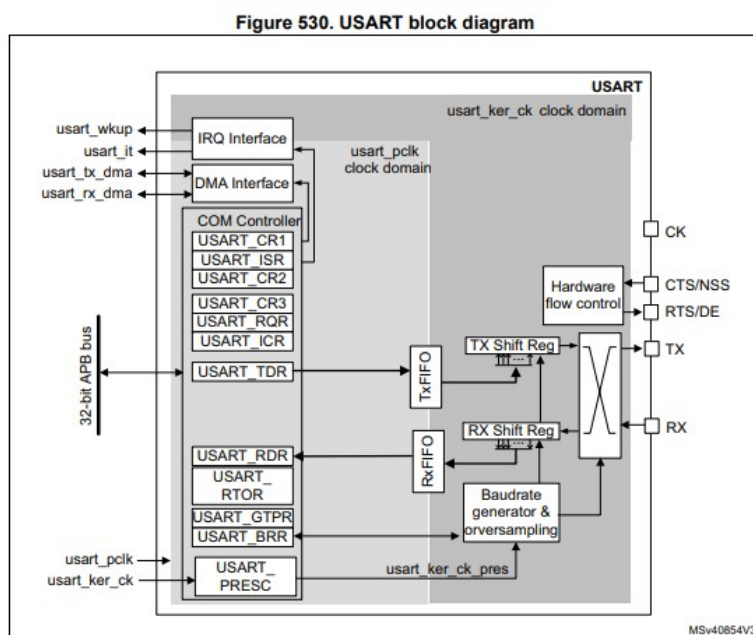 Figure 530. USART block diagram
USART
usart_ker_ck clock domain
usart_wkup
IRQ Interface
usart_it
usart_pclk
clock domain
usart_tx_dma
DMA Interface
usart_rx_dma
COM Controller
USART_CR1
USART_ISR
USART_CR2
USART_CR3
USART_RQR
USART_ICR
USART_TDR
32-bit APB bus
CK
Hardware
flow control
CTS/NSS
RTS/DE
TxFIFO
TX Shift Reg
...
TX
RxFIFO
RX Shift Reg
...
RX
USART_RDR
USART_
RTOR
USART_GTPR
USART_BRR
Baudrate
generator &
orversampling
usart_pclk
usart_ker_ck
USART_
PRESC
usart_ker_ck_pres
MSv40854V3